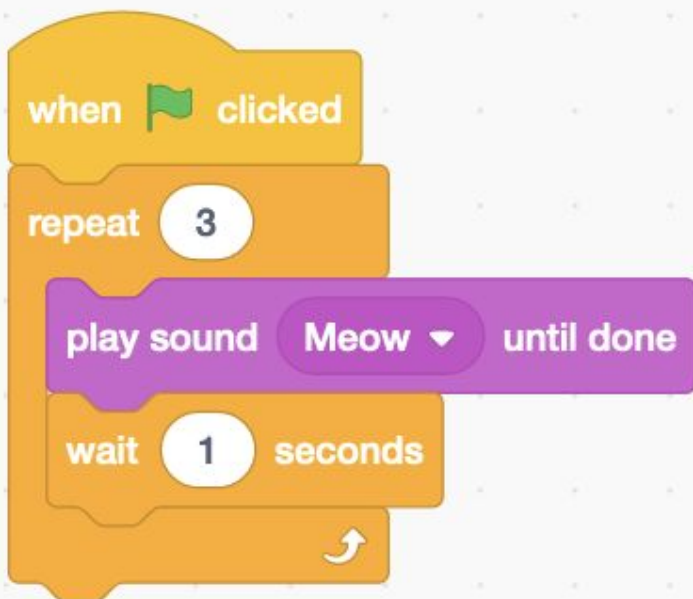 when clicked
repeat 3
play sound Meow until done
wait 1 seconds